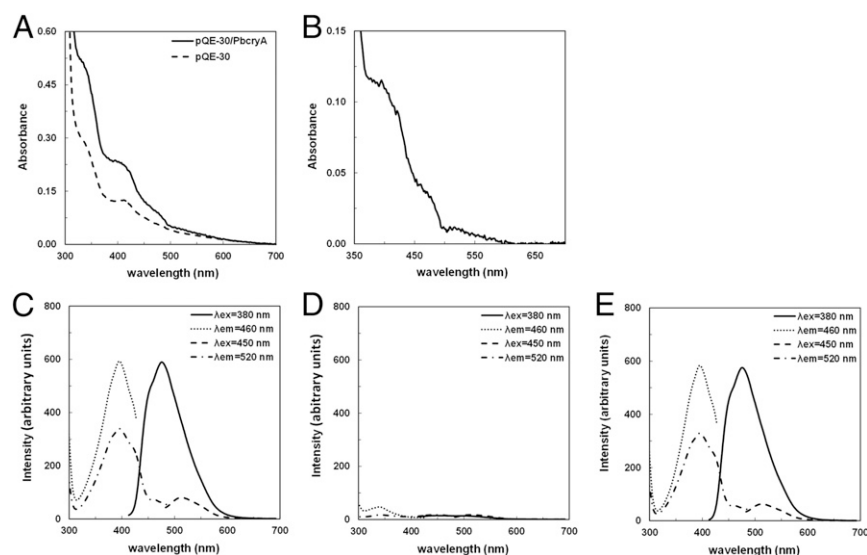 A
0.60
0.45
0.30
0.15
0.00
Absorbance
pQE-30/PbcryA
pQE-30
300 400 500 600 700
wavelength (nm)
B
0.15
0.10
0.05
0.00
Absorbance
350 450 550 650
wavelength (nm)
C
800
600
400
200
0
Intensity (arbitrary units)
λex=380 nm
λem=460 nm
λex=450 nm
λem=520 nm
300 400 500 600 700
wavelength (nm)
D
800
600
400
200
0
Intensity (abitrary units)
λex=380 nm
λem=460 nm
λex=450 nm
λem=520 nm
300 400 500 600 700
wavelength (nm)
E
800
600
400
200
0
Intensity (arbitrary units)
λex=380 nm
λem=460 nm
λex=450 nm
λem=520 nm
300 400 500 600 700
wavelength (nm)